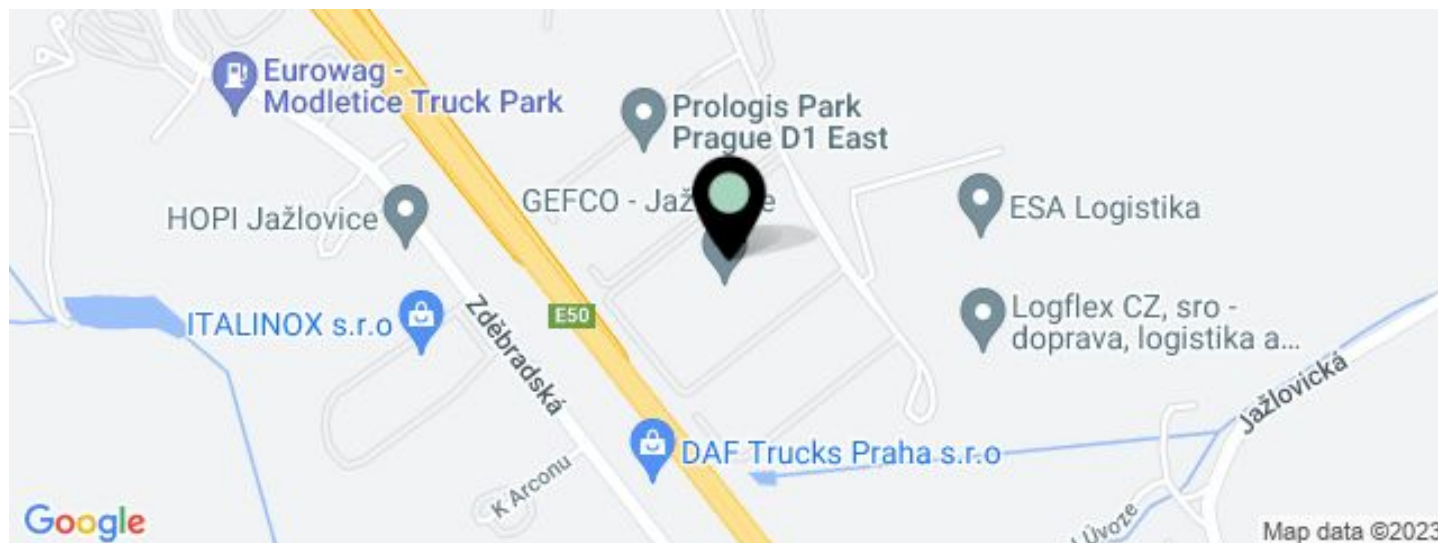 Eurowag -
Modletice Truck Park
Prologis Park
Prague D1 East
GEFCO - Jaž
e
HOPI Jažlovice
ESA Logistika
ITALINOX s.r.o
E50
Zděbradská
Logflex CZ, sro -
doprava, logistika a...
Jažlovická
DAF Trucks Praha s.r.o
K Arconu
Úvoze
Google
Map data ©2023